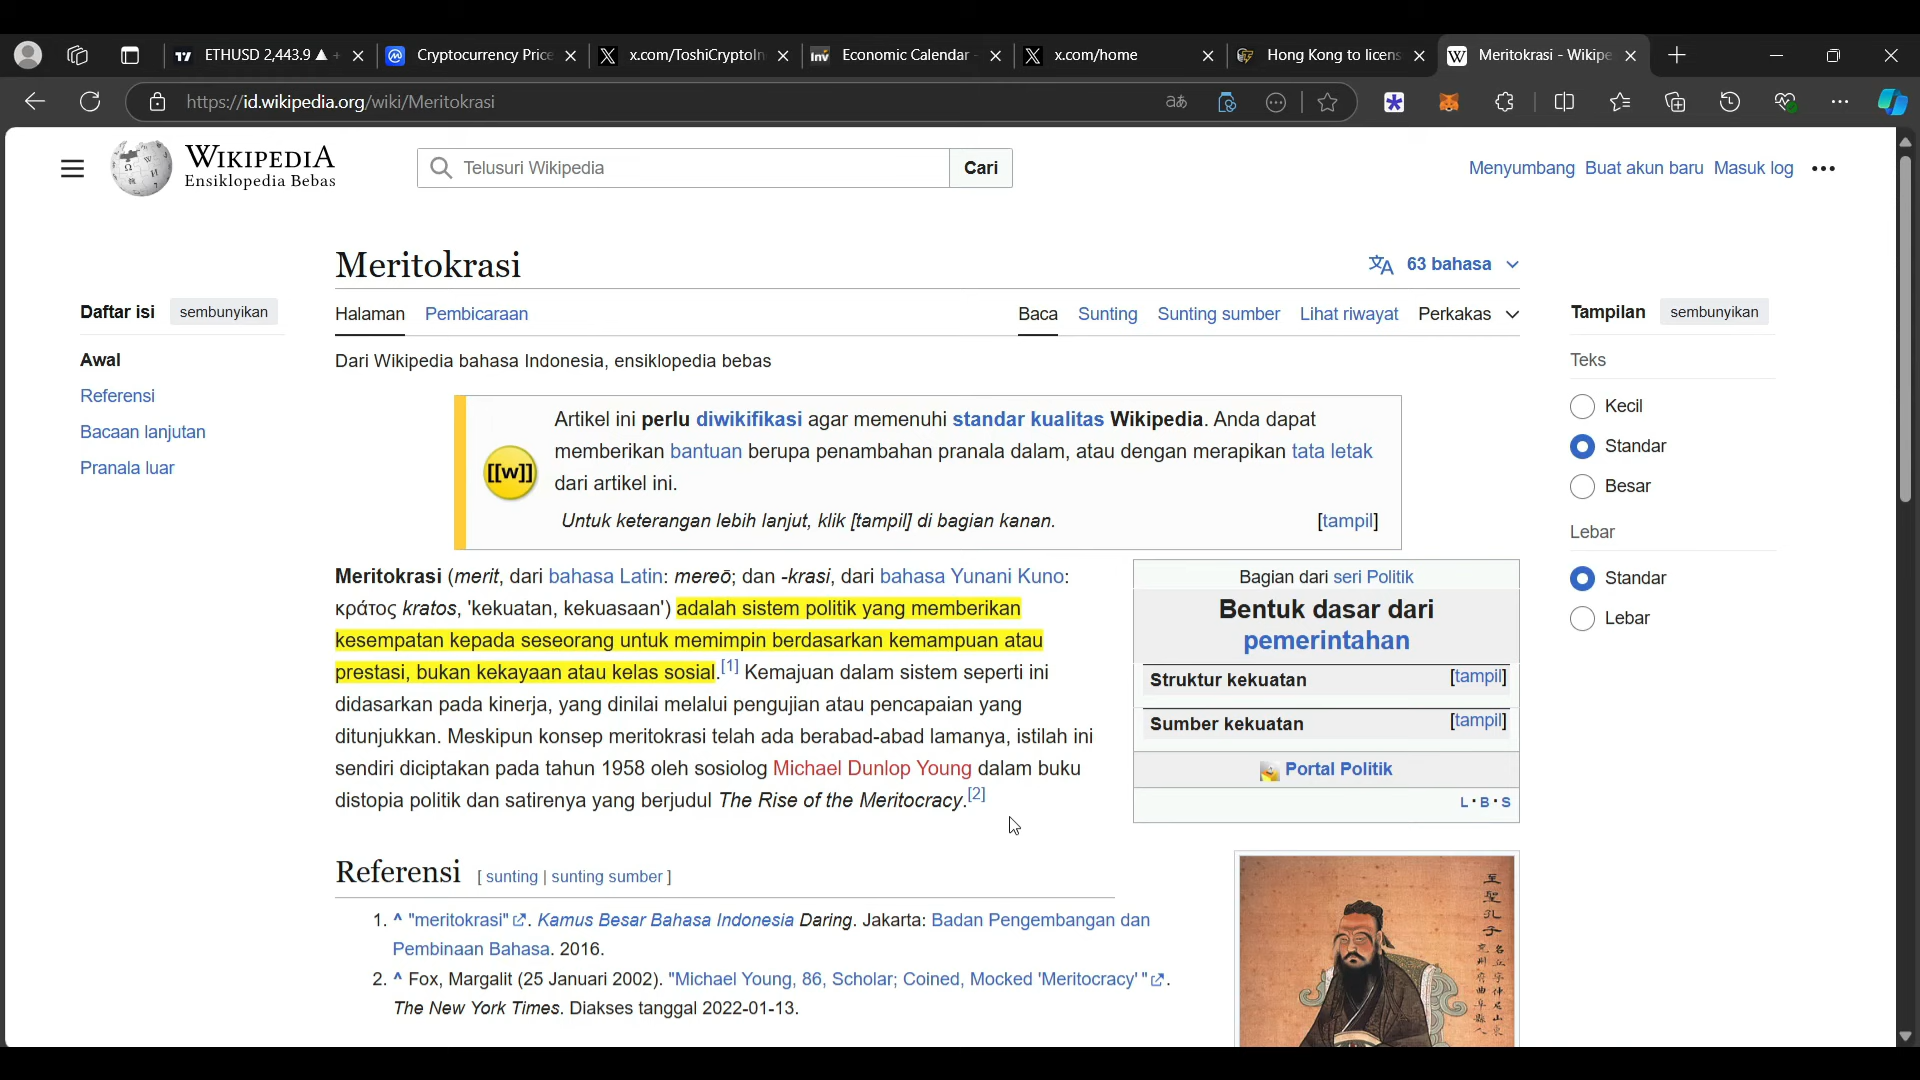 ETHUSD 2,443.9 ▲ +
Cryptocurrency Price
x.com/ToshiCryptoIn
Economic Calendar -
x.com/home
Hong Kong to licens
Meritokrasi - Wikipe
https://id.wikipedia.org/wiki/Meritokrasi
WIKIPEDIA
Ensiklopedia Bebas
Telusuri Wikipedia
Cari
Menyumbang Buat akun baru Masuk log
Meritokrasi
63 bahasa
Daftar isi sembunyikan
Halaman Pembicaraan
Baca Sunting Sunting sumber Lihat riwayat Perkakas
Tampilan sembunyikan
Awal
Referensi
Bacaan lanjutan
Pranala luar
Dari Wikipedia bahasa Indonesia, ensiklopedia bebas
[[w]]
Artikel ini perlu diwikifikasi agar memenuhi standar kualitas Wikipedia. Anda dapat
memberikan bantuan berupa penambahan pranala dalam, atau dengan merapikan tata letak
dari artikel ini.
Untuk keterangan lebih lanjut, klik [tampil] di bagian kanan.
[tampil]
Meritokrasi (merit, dari bahasa Latin: mereō; dan -krasi, dari bahasa Yunani Kuno:
κράτος kratos, 'kekuatan, kekuasaan') adalah sistem politik yang memberikan
kesempatan kepada seseorang untuk memimpin berdasarkan kemampuan atau
prestasi, bukan kekayaan atau kelas sosial.[1] Kemajuan dalam sistem seperti ini
didasarkan pada kinerja, yang dinilai melalui pengujian atau pencapaian yang
ditunjukkan. Meskipun konsep meritokrasi telah ada berabad-abad lamanya, istilah ini
sendiri diciptakan pada tahun 1958 oleh sosiolog Michael Dunlop Young dalam buku
distopia politik dan satirenya yang berjudul The Rise of the Meritocracy.[2]
Bagian dari seri Politik
Bentuk dasar dari
pemerintahan
Struktur kekuatan [tampil]
Sumber kekuatan [tampil]
Portal Politik
L · B · S
Teks
Kecil
Standar
Besar
Lebar
Standar
Lebar
Referensi [ sunting | sunting sumber ]
1. ^ "meritokrasi". Kamus Besar Bahasa Indonesia Daring. Jakarta: Badan Pengembangan dan
Pembinaan Bahasa. 2016.
2. ^ Fox, Margalit (25 Januari 2002). "Michael Young, 86, Scholar; Coined, Mocked 'Meritocracy'".
The New York Times. Diakses tanggal 2022-01-13.
至聖孔子